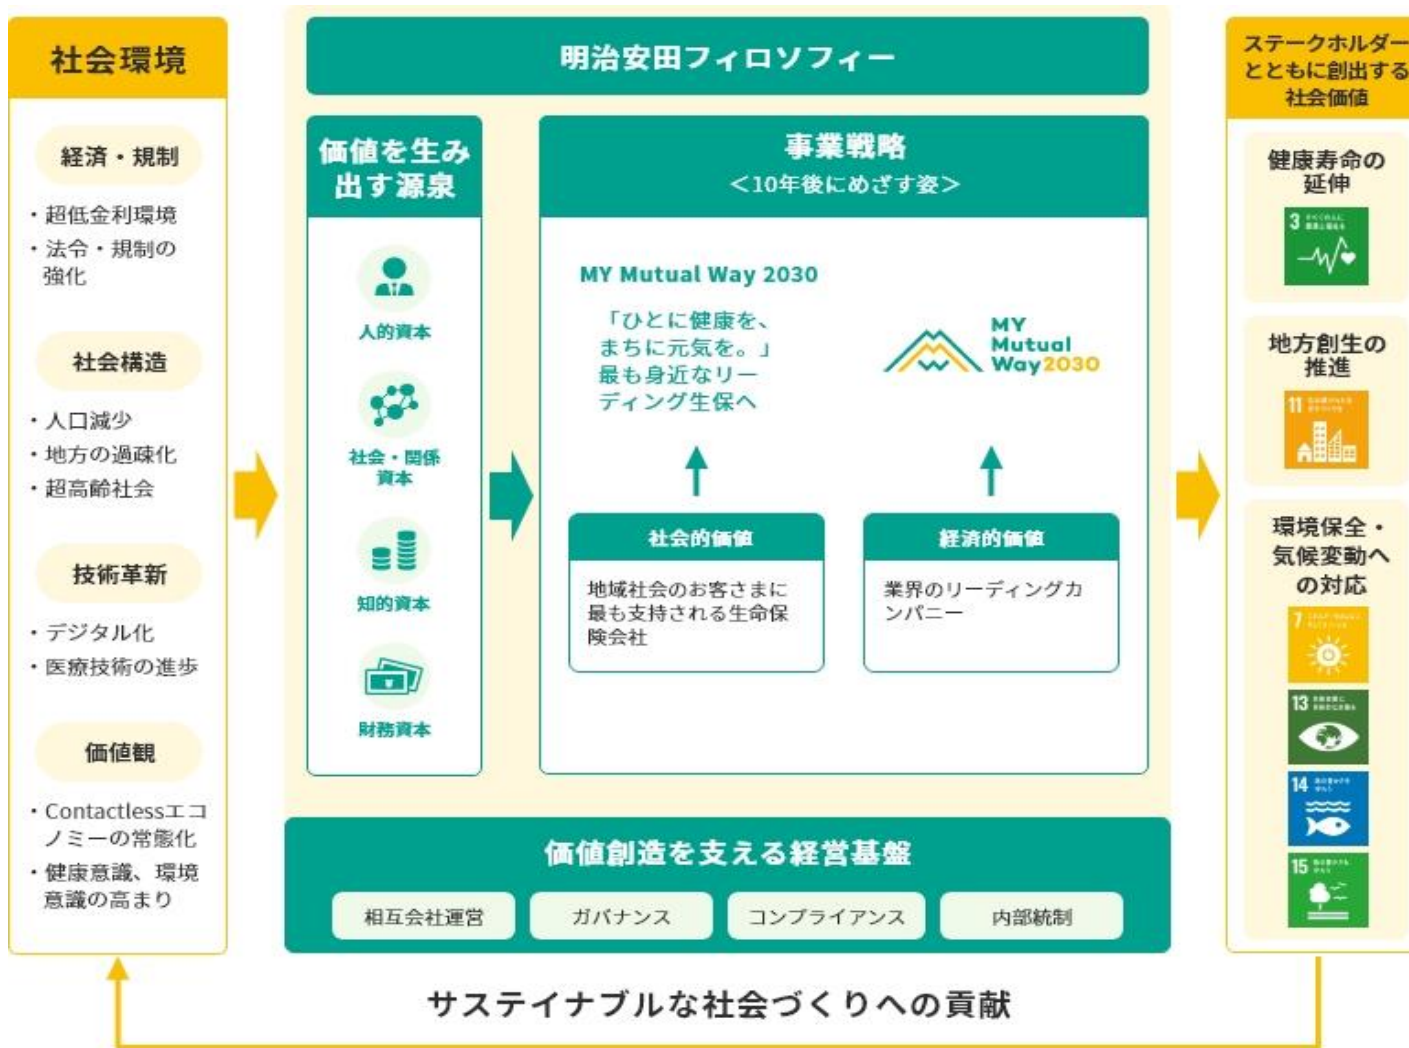 社会環境
経済・規制
・超低金利環境
・法令・規制の
強化
社会構造
・人口減少
・地方の過疎化
・超高齢社会
技術革新
・デジタル化
・医療技術の進歩
価値観
・Contactlessエコ
ノミーの常態化
・健康意識、環境
意識の高まり
明治安田フィロソフィー
価値を生み
出す源泉
人的資本
社会・関係
資本
知的資本
財務資本
事業戦略
＜10年後にめざす姿＞
MY Mutual Way 2030
「ひとに健康を、
まちに元気を。」
最も身近なリー
ディング生保へ
MY
Mutual
Way2030
社会的価値
地域社会のお客さまに
最も支持される生命保
険会社
経済的価値
業界のリーディングカ
ンパニー
価値創造を支える経営基盤
相互会社運営
ガバナンス
コンプライアンス
内部統制
ステークホルダー
とともに創出する
社会価値
健康寿命の
延伸
3
地方創生の
推進
11
環境保全・
気候変動へ
の対応
7
13
14
15
サステイナブルな社会づくりへの貢献